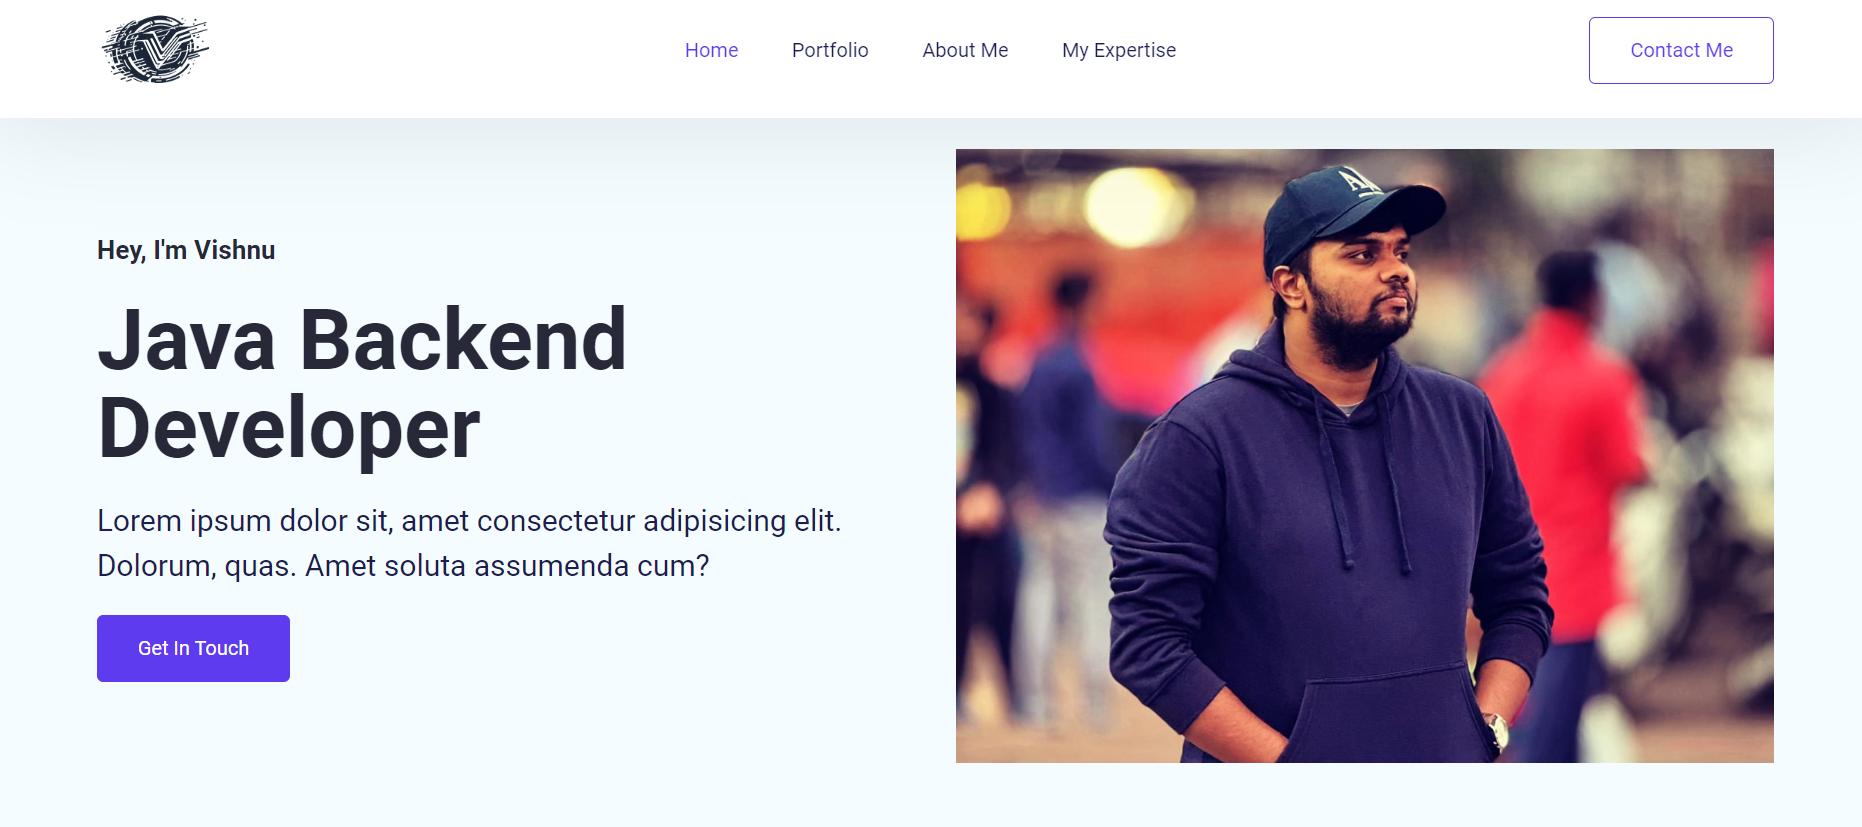 Home Portfolio About Me My Expertise Contact Me
Hey, I'm Vishnu
Java Backend
Developer
Lorem ipsum dolor sit, amet consectetur adipisicing elit.
Dolorum, quas. Amet soluta assumenda cum?
Get In Touch